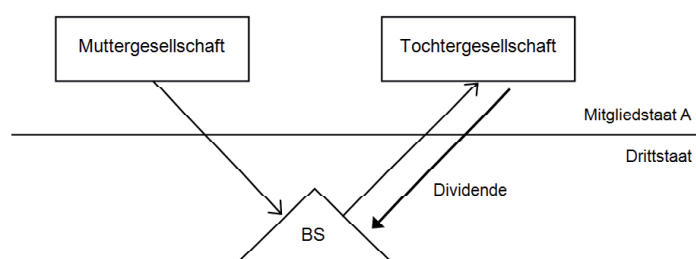 Muttergesellschaft
Tochtergesellschaft
Mitgliedstaat A
Drittstaat
Dividende
BS